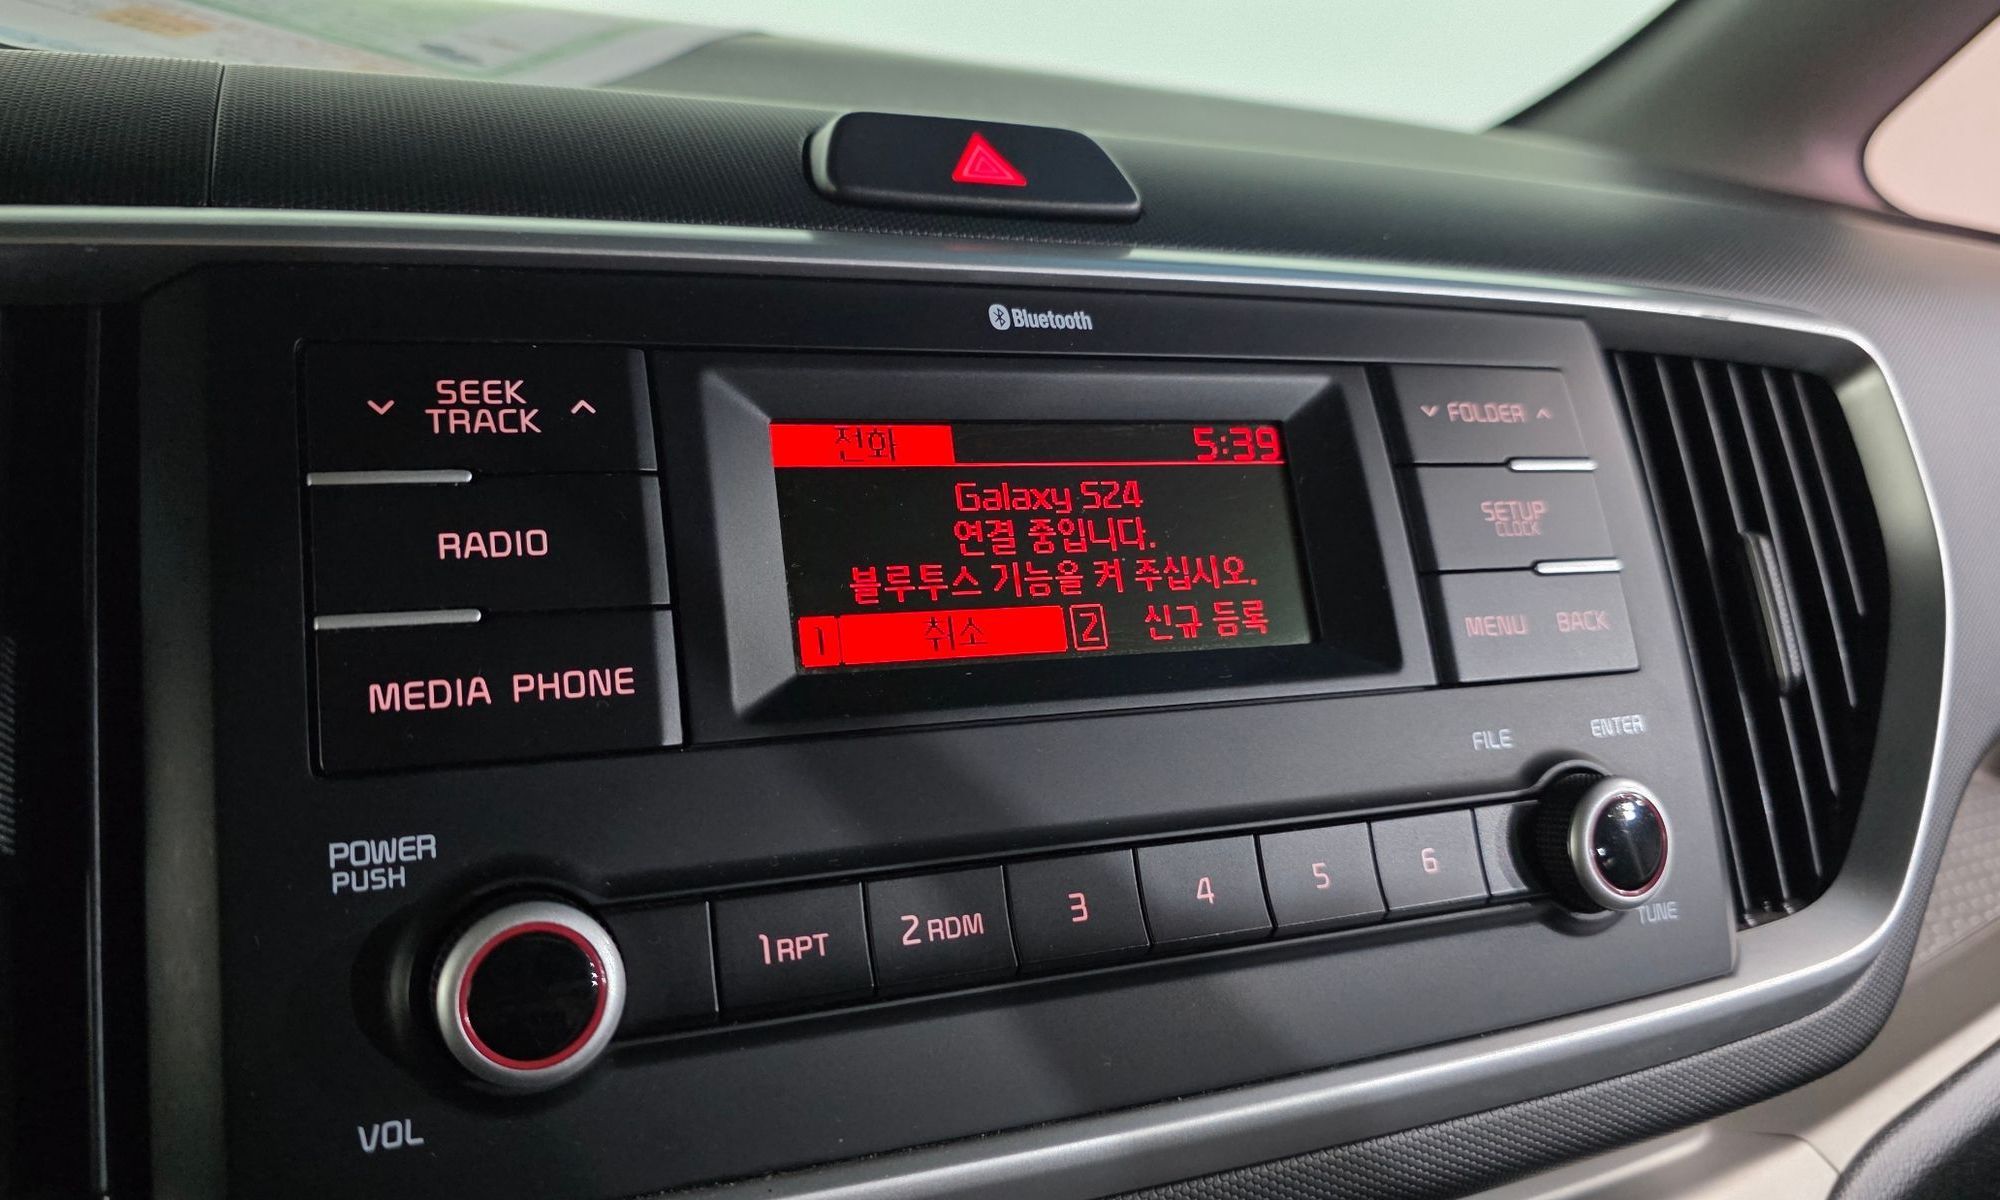 Bluetooth
SEEK
TRACK
RADIO
MEDIA PHONE
전화 5:39
Galaxy S24
연결 중입니다.
블루투스 기능을 켜 주십시오.
1 취소 2 신규 등록
FOLDER
SETUP
CLOCK
MENU BACK
FILE ENTER
TUNE
POWER
PUSH
VOL
1 RPT 2 RDM 3 4 5 6